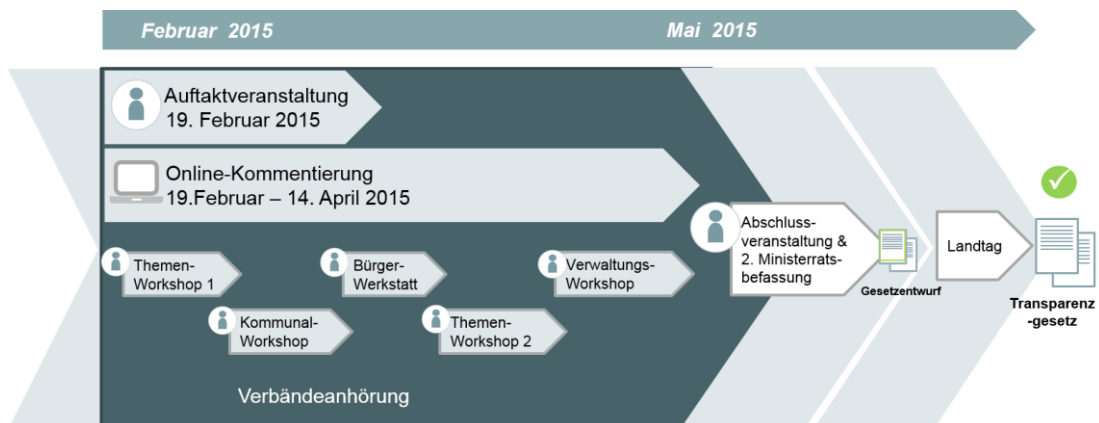 Februar 2015
Mai 2015
Auftaktveranstaltung
19. Februar 2015
Online-Kommentierung
19.Februar – 14. April 2015
Themen-
Workshop 1
Bürger-
Werkstatt
Verwaltungs-
Workshop
Kommunal-
Workshop
Themen-
Workshop 2
Verbändeanhörung
Abschluss-
veranstaltung &
2. Ministerrats-
befassung
Gesetzentwurf
Landtag
Transparenz
-gesetz